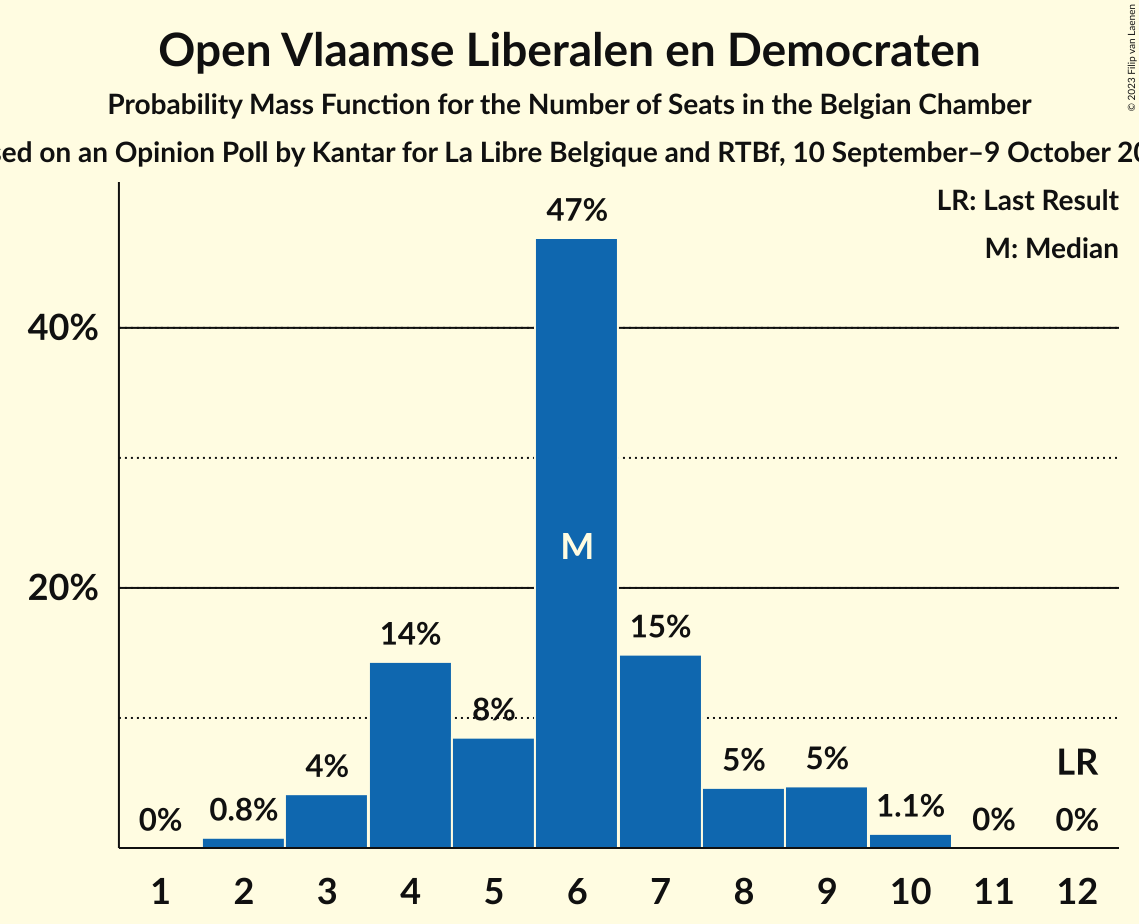 Open Vlaamse Liberalen en Democraten
Probability Mass Function for the Number of Seats in the Belgian Chamber
on an Opinion Poll by Kantar for La Libre Belgique and RTBf, 10 September–9 October
© 2023 Filip van Laenen
LR: Last Result
M: Median
40%
20%
0% 0.8% 4% 14% 8% 47% 15% 5% 5% 1.1% 0% 0%
M
LR
1 2 3 4 5 6 7 8 9 10 11 12